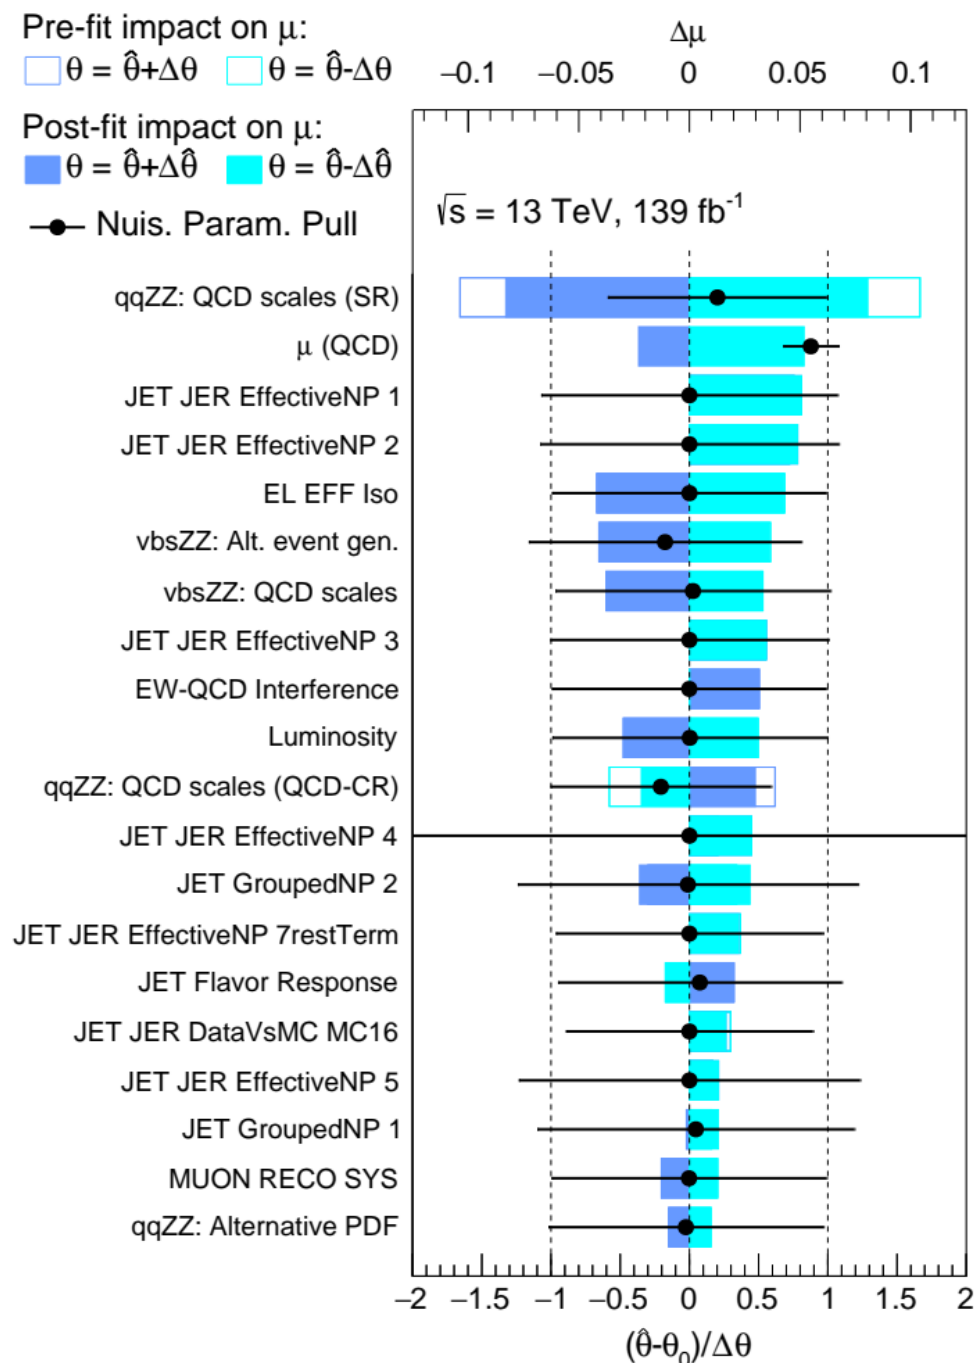 Pre-fit impact on μ:
θ = θ̂+Δθ θ = θ̂-Δθ
Post-fit impact on μ:
θ = θ̂+Δθ̂ θ = θ̂-Δθ̂
Nuis. Param. Pull
Δμ
−0.1 −0.05 0 0.05 0.1
√s = 13 TeV, 139 fb⁻¹
qqZZ: QCD scales (SR)
μ (QCD)
JET JER EffectiveNP 1
JET JER EffectiveNP 2
EL EFF Iso
vbsZZ: Alt. event gen.
vbsZZ: QCD scales
JET JER EffectiveNP 3
EW-QCD Interference
Luminosity
qqZZ: QCD scales (QCD-CR)
JET JER EffectiveNP 4
JET GroupedNP 2
JET JER EffectiveNP 7restTerm
JET Flavor Response
JET JER DataVsMC MC16
JET JER EffectiveNP 5
JET GroupedNP 1
MUON RECO SYS
qqZZ: Alternative PDF
−2 −1.5 −1 −0.5 0 0.5 1 1.5 2
(θ̂-θ₀)/Δθ